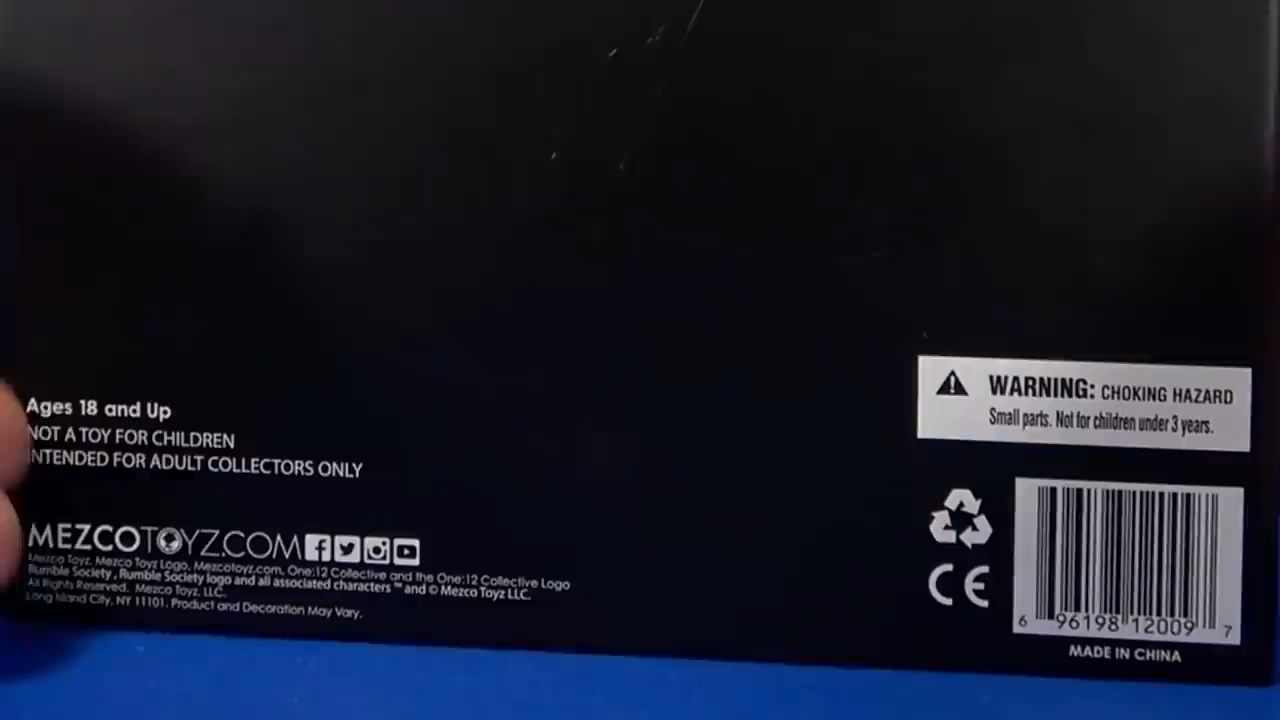 Ages 18 and Up
NOT A TOY FOR CHILDREN
INTENDED FOR ADULT COLLECTORS ONLY
MEZCOTOYZ.COM
Mezco Toyz, Mezco Toyz Logo, Mezcotoyz.com, One:12 Collective and the One:12 Collective Logo
Rumble Society, Rumble Society logo and all associated characters ™ and © Mezco Toyz LLC.
All Rights Reserved. Mezco Toyz, LLC.
Long Island City, NY 11101. Product and Decoration May Vary.
WARNING: CHOKING HAZARD
Small parts. Not for children under 3 years.
CE
6 96198 12009 7
MADE IN CHINA